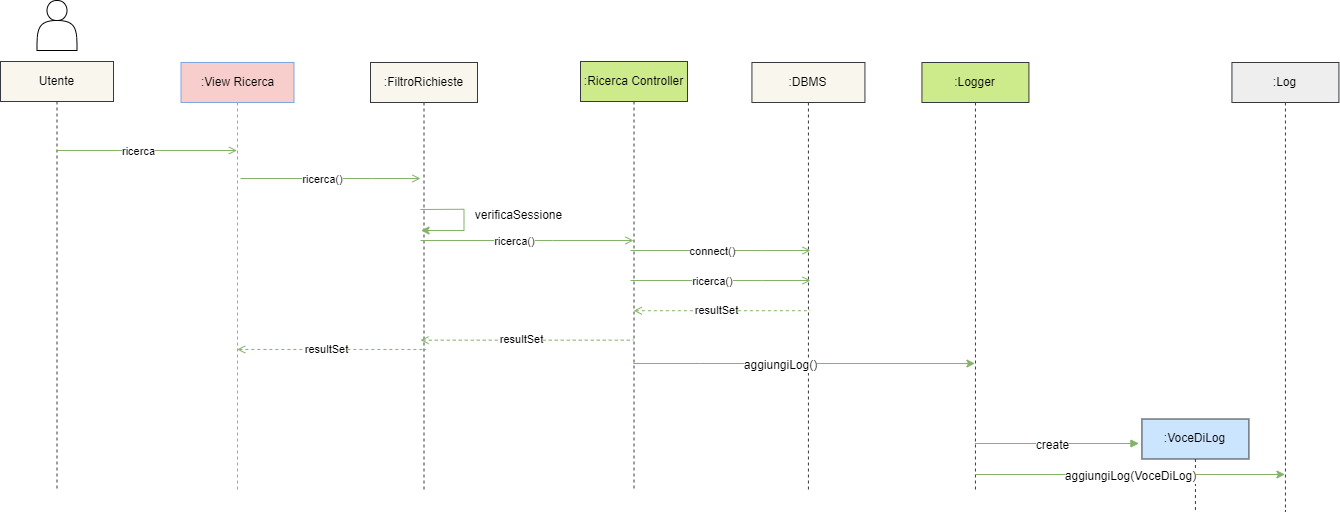 Utente
:View Ricerca
:FiltroRichieste
:Ricerca Controller
:DBMS
:Logger
:Log
ricerca
ricerca()
verificaSessione
ricerca()
connect()
ricerca()
resultSet
resultSet
resultSet
aggiungiLog()
:VoceDiLog
create
aggiungiLog(VoceDiLog)